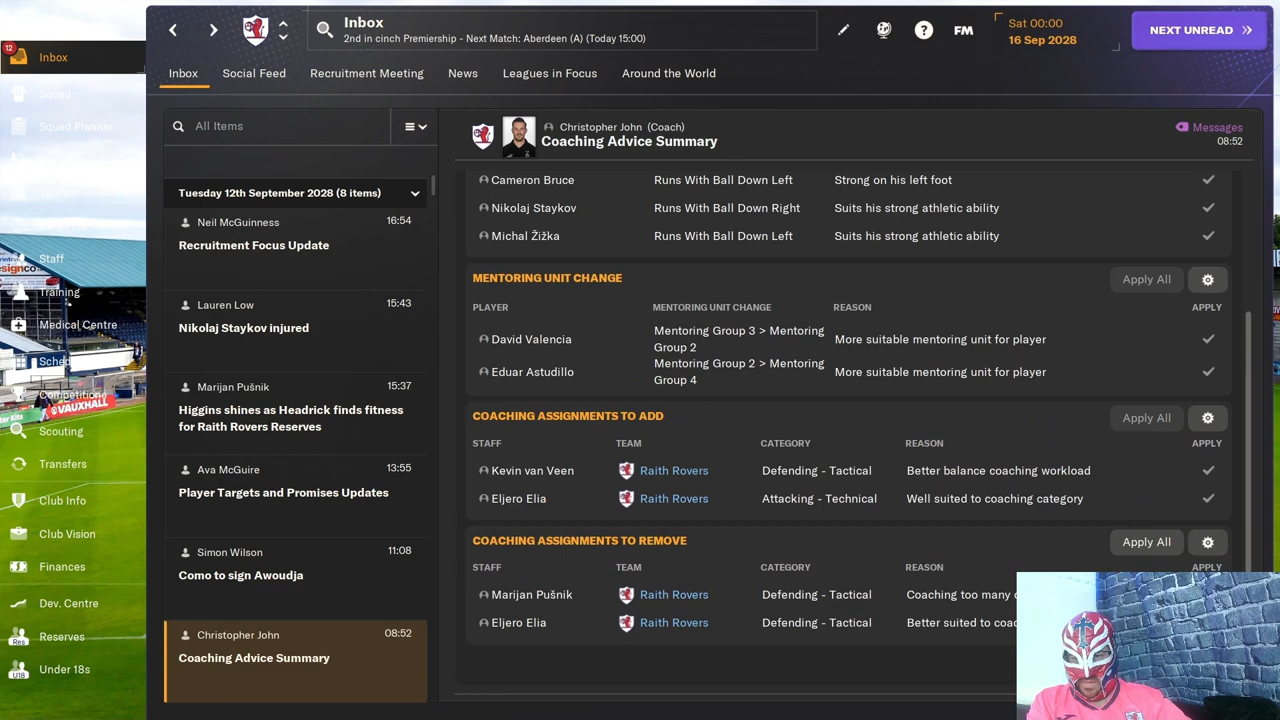 Inbox
2nd in cinch Premiership - Next Match: Aberdeen (A) (Today 15:00)
FM
Sat 00:00
16 Sep 2028
NEXT UNREAD
12
Inbox
Squad
Squad Planner
Staff
Training
Medical Centre
Sched
Competitions
Scouting
Transfers
Club Info
Club Vision
Finances
Dev. Centre
Res
Reserves
U18
Under 18s
VAUXHALL
Inbox
Social Feed
Recruitment Meeting
News
Leagues in Focus
Around the World
All Items
Tuesday 12th September 2028 (8 items)
Neil McGuinness
16:54
Recruitment Focus Update
Lauren Low
15:43
Nikolaj Staykov injured
Marijan Pušnik
15:37
Higgins shines as Headrick finds fitness
for Raith Rovers Reserves
Ava McGuire
13:55
Player Targets and Promises Updates
Simon Wilson
11:08
Como to sign Awoudja
Christopher John
08:52
Coaching Advice Summary
Christopher John (Coach)
Coaching Advice Summary
Messages
08:52
Cameron Bruce
Runs With Ball Down Left
Strong on his left foot
Nikolaj Staykov
Runs With Ball Down Right
Suits his strong athletic ability
Michal Žižka
Runs With Ball Down Left
Suits his strong athletic ability
MENTORING UNIT CHANGE
Apply All
PLAYER
MENTORING UNIT CHANGE
REASON
APPLY
David Valencia
Mentoring Group 3 > Mentoring
Group 2
More suitable mentoring unit for player
Eduar Astudillo
Mentoring Group 2 > Mentoring
Group 4
More suitable mentoring unit for player
COACHING ASSIGNMENTS TO ADD
Apply All
STAFF
TEAM
CATEGORY
REASON
APPLY
Kevin van Veen
Raith Rovers
Defending - Tactical
Better balance coaching workload
Eljero Elia
Raith Rovers
Attacking - Technical
Well suited to coaching category
COACHING ASSIGNMENTS TO REMOVE
Apply All
STAFF
TEAM
CATEGORY
REASON
APPLY
Marijan Pušnik
Raith Rovers
Defending - Tactical
Coaching too many
Eljero Elia
Raith Rovers
Defending - Tactical
Better suited to coac